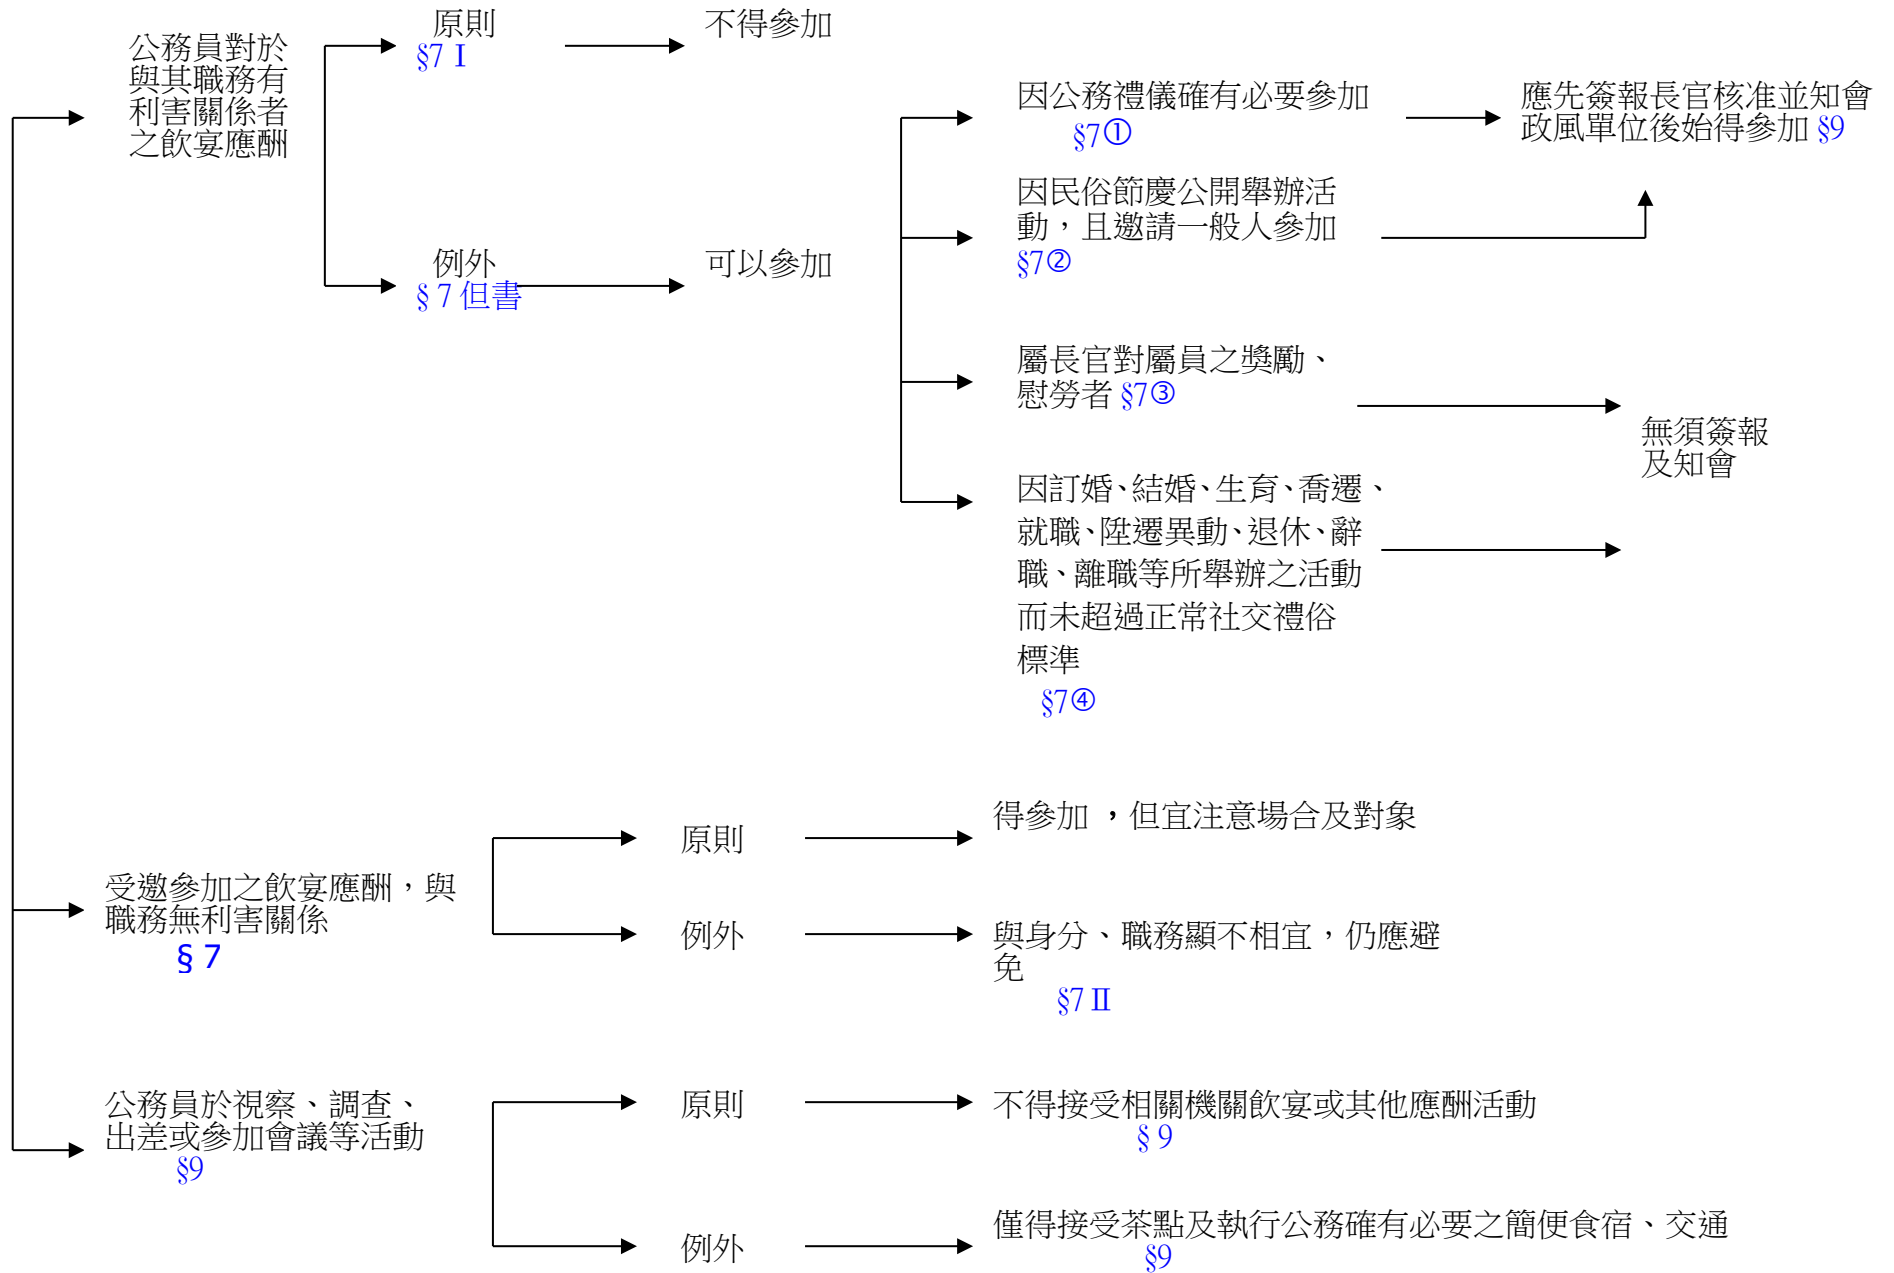 公務員對於
與其職務有
利害關係者
之飲宴應酬
原則
§7 I
不得參加
例外
§ 7 但書
可以參加
因公務禮儀確有必要參加
§7①
應先簽報長官核准並知會
政風單位後始得參加 §9
因民俗節慶公開舉辦活
動，且邀請一般人參加
§7②
屬長官對屬員之獎勵、
慰勞者 §7③
無須簽報
及知會
因訂婚、結婚、生育、喬遷、
就職、陞遷異動、退休、辭
職、離職等所舉辦之活動
而未超過正常社交禮俗
標準
§7④
受邀參加之飲宴應酬，與
職務無利害關係
§ 7
原則
得參加 ，但宜注意場合及對象
例外
與身分、職務顯不相宜，仍應避
免
§7 II
公務員於視察、調查、
出差或參加會議等活動
§9
原則
不得接受相關機關飲宴或其他應酬活動
§ 9
例外
僅得接受茶點及執行公務確有必要之簡便食宿、交通
§9